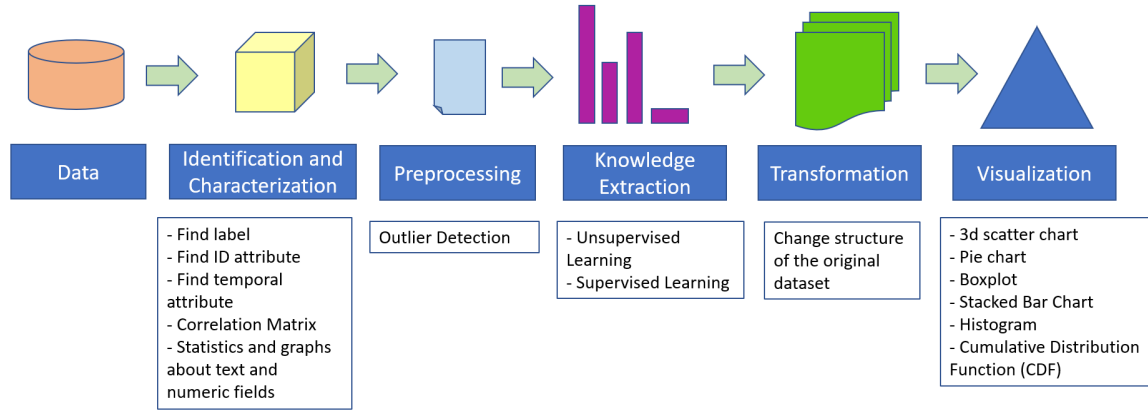 Data
Identification and
Characterization
Preprocessing
Knowledge
Extraction
Transformation
Visualization
- Find label
- Find ID attribute
- Find temporal
attribute
- Correlation Matrix
- Statistics and graphs
about text and
numeric fields
Outlier Detection
- Unsupervised
Learning
- Supervised Learning
Change structure
of the original
dataset
- 3d scatter chart
- Pie chart
- Boxplot
- Stacked Bar Chart
- Histogram
- Cumulative Distribution
Function (CDF)